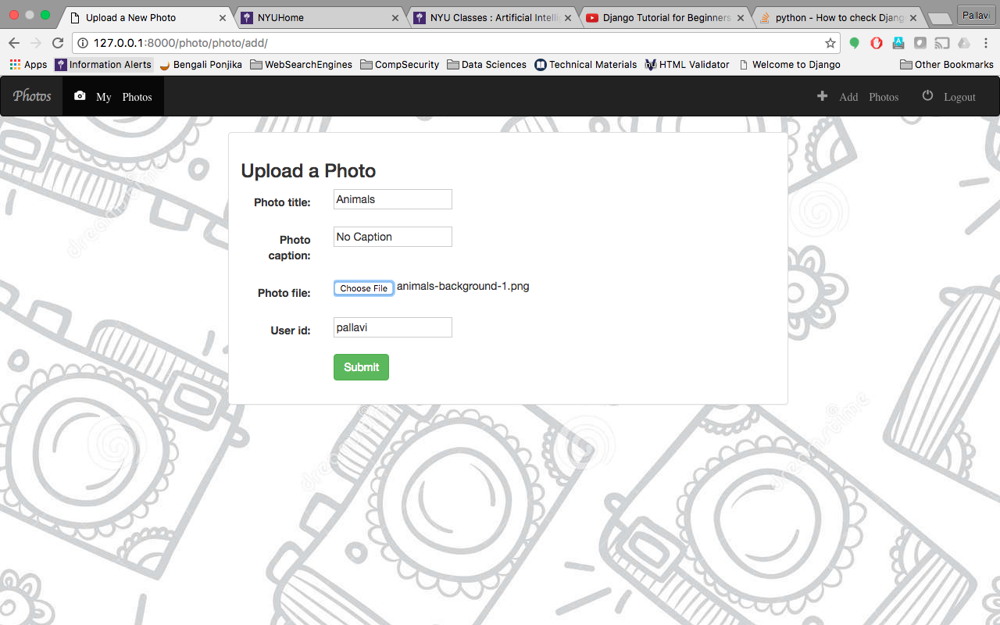 Upload a New Photo
NYUHome
NYU Classes : Artificial Intelli
Django Tutorial for Beginners
python - How to check Djang
Pallavi
127.0.0.1:8000/photo/photo/add/
Apps
Information Alerts
Bengali Ponjika
WebSearchEngines
CompSecurity
Data Sciences
Technical Materials
HTML Validator
Welcome to Django
Other Bookmarks
Photos
My Photos
Add Photos
Logout
Upload a Photo
Photo title:
Animals
Photo
caption:
No Caption
Photo file:
Choose File
animals-background-1.png
User id:
pallavi
Submit
dreamstime
dreamstime
dreamstime